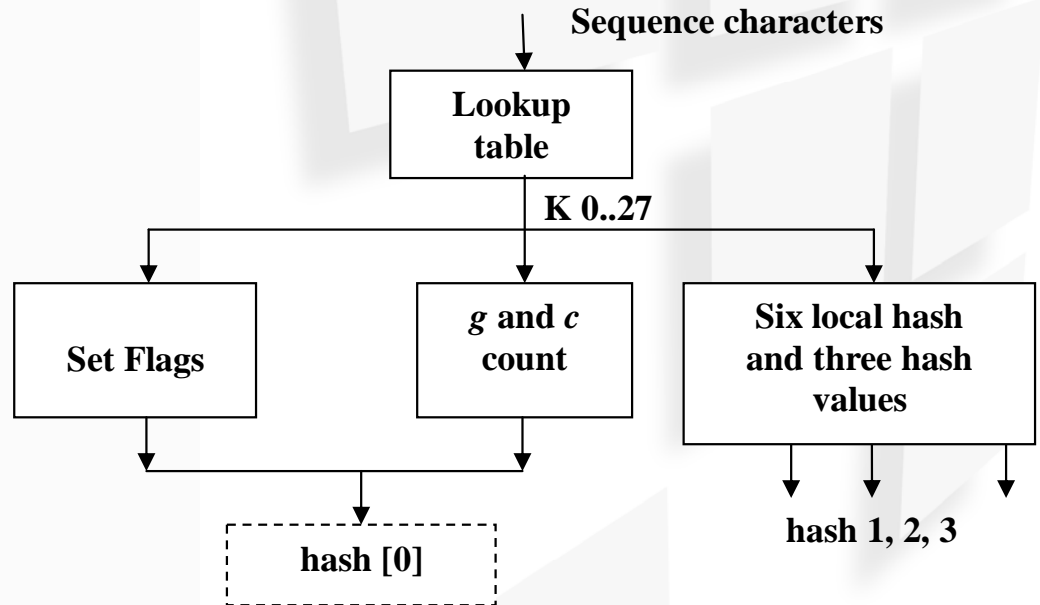 Sequence characters
Lookup
table
K 0..27
Set Flags
g and c
count
Six local hash
and three hash
values
hash [0]
hash 1, 2, 3